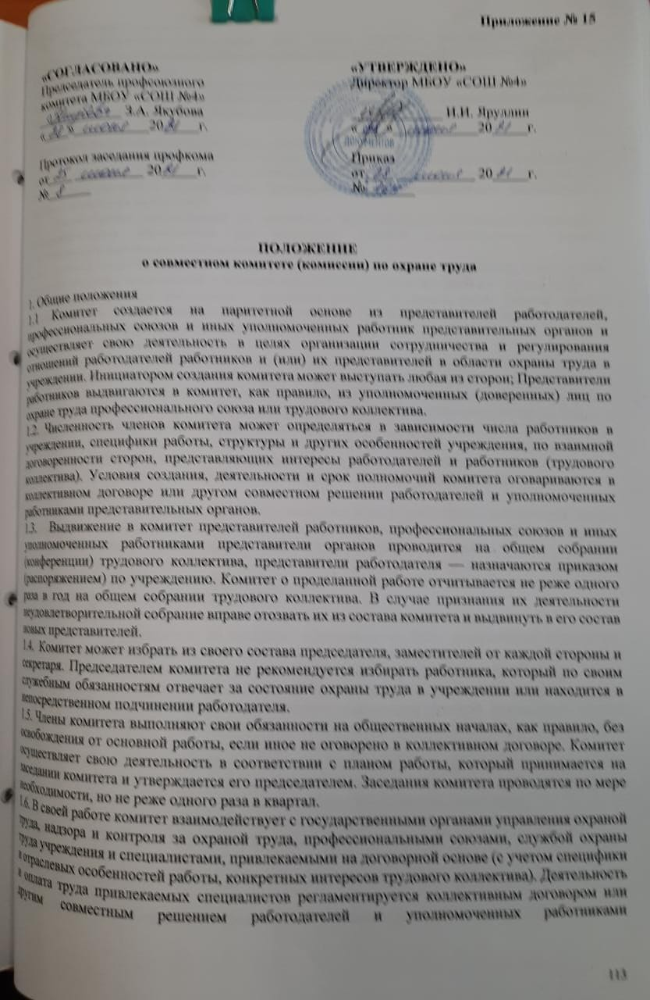 Приложение № 15
«СОГЛАСОВАНО»
Председатель профсоюзного
комитета МБОУ «СОШ №4»
З.А. Якубова
« » 20 г.
Протокол заседания профкома
от 25 20 г.
№ 8
«УТВЕРЖДЕНО»
Директор МБОУ «СОШ №4»
И.И. Яруллин
« » 20 г.
ДОКУМЕНТОВ
Приказ
от 20 г.
№
ПОЛОЖЕНИЕ
о совместном комитете (комиссии) по охране труда
1. Общие положения
1.1 Комитет создается на паритетной основе из представителей работодателей,
профессиональных союзов и иных уполномоченных работник представительных органов и
осуществляет свою деятельность в целях организации сотрудничества и регулирования
отношений работодателей работников и (или) их представителей в области охраны труда в
учреждении. Инициатором создания комитета может выступать любая из сторон; Представители
работников выдвигаются в комитет, как правило, из уполномоченных (доверенных) лиц по
охране труда профессионального союза или трудового коллектива.
1.2. Численность членов комитета может определяться в зависимости числа работников в
учреждении, специфики работы, структуры и других особенностей учреждения, по взаимной
договоренности сторон, представляющих интересы работодателей и работников (трудового
коллектива). Условия создания, деятельности и срок полномочий комитета оговариваются в
коллективном договоре или другом совместном решении работодателей и уполномоченных
работниками представительных органов.
1.3. Выдвижение в комитет представителей работников, профессиональных союзов и иных
уполномоченных работниками представители органов проводится на общем собрании
(конференции) трудового коллектива, представители работодателя — назначаются приказом
(распоряжением) по учреждению. Комитет о проделанной работе отчитывается не реже одного
раза в год на общем собрании трудового коллектива. В случае признания их деятельности
неудовлетворительной собрание вправе отозвать их из состава комитета и выдвинуть в его состав
новых представителей.
1.4. Комитет может избрать из своего состава председателя, заместителей от каждой стороны и
секретаря. Председателем комитета не рекомендуется избирать работника, который по своим
служебным обязанностям отвечает за состояние охраны труда в учреждении или находится в
непосредственном подчинении работодателя.
1.5. Члены комитета выполняют свои обязанности на общественных началах, как правило, без
освобождения от основной работы, если иное не оговорено в коллективном договоре. Комитет
осуществляет свою деятельность в соответствии с планом работы, который принимается на
заседании комитета и утверждается его председателем. Заседания комитета проводятся по мере
необходимости, но не реже одного раза в квартал.
1.6. В своей работе комитет взаимодействует с государственными органами управления охраной
труда, надзора и контроля за охраной труда, профессиональными союзами, службой охраны
труда учреждения и специалистами, привлекаемыми на договорной основе (с учетом специфики
и отраслевых особенностей работы, конкретных интересов трудового коллектива). Деятельность
и оплата труда привлекаемых специалистов регламентируется коллективным договором или
другим совместным решением работодателей и уполномоченных работниками
113